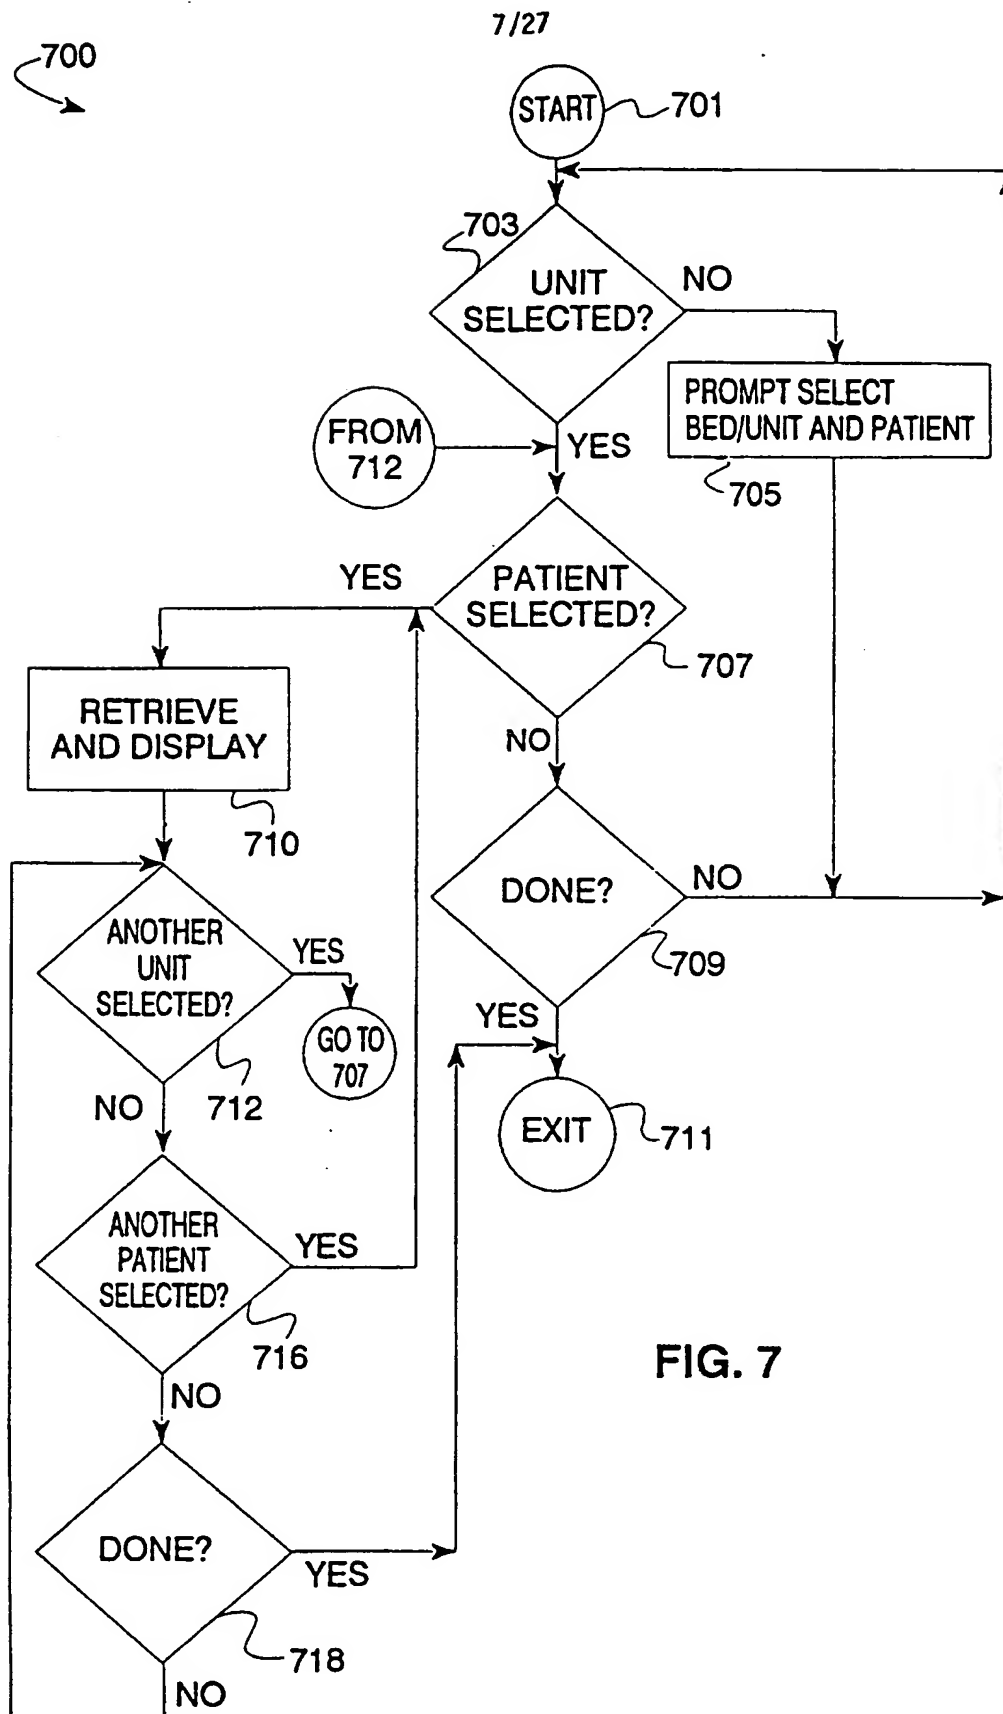 7/27
700
START
701
703
UNIT
SELECTED?
NO
PROMPT SELECT
BED/UNIT AND PATIENT
705
FROM
712
YES
PATIENT
SELECTED?
YES
707
RETRIEVE
AND DISPLAY
710
NO
DONE?
NO
709
YES
ANOTHER
UNIT
SELECTED?
YES
GO TO
707
712
NO
EXIT
711
ANOTHER
PATIENT
SELECTED?
YES
716
NO
FIG. 7
DONE?
YES
718
NO